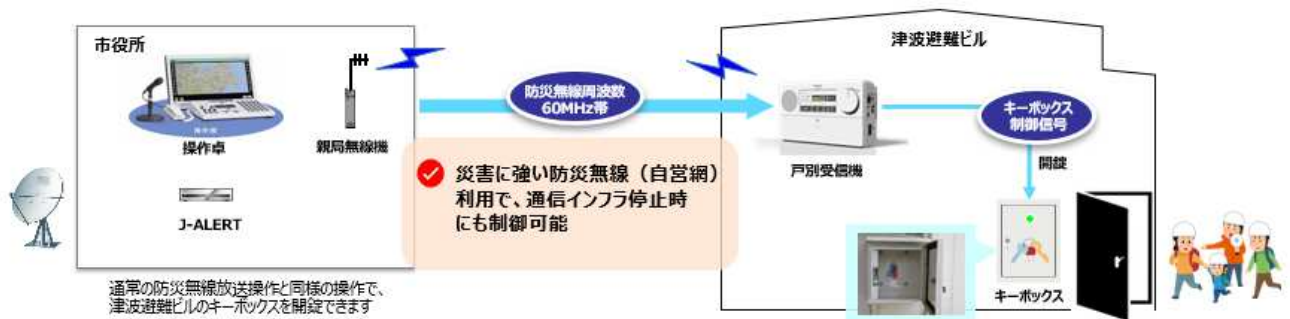 市役所
操作卓
親局無線機
J-ALERT
通常の防災無線放送操作と同様の操作で、
津波避難ビルのキーボックスを開錠できます
防災無線周波数
60MHz帯
災害に強い防災無線（自営網）
利用で、通信インフラ停止時
にも制御可能
津波避難ビル
戸別受信機
キーボックス
制御信号
開錠
キーボックス